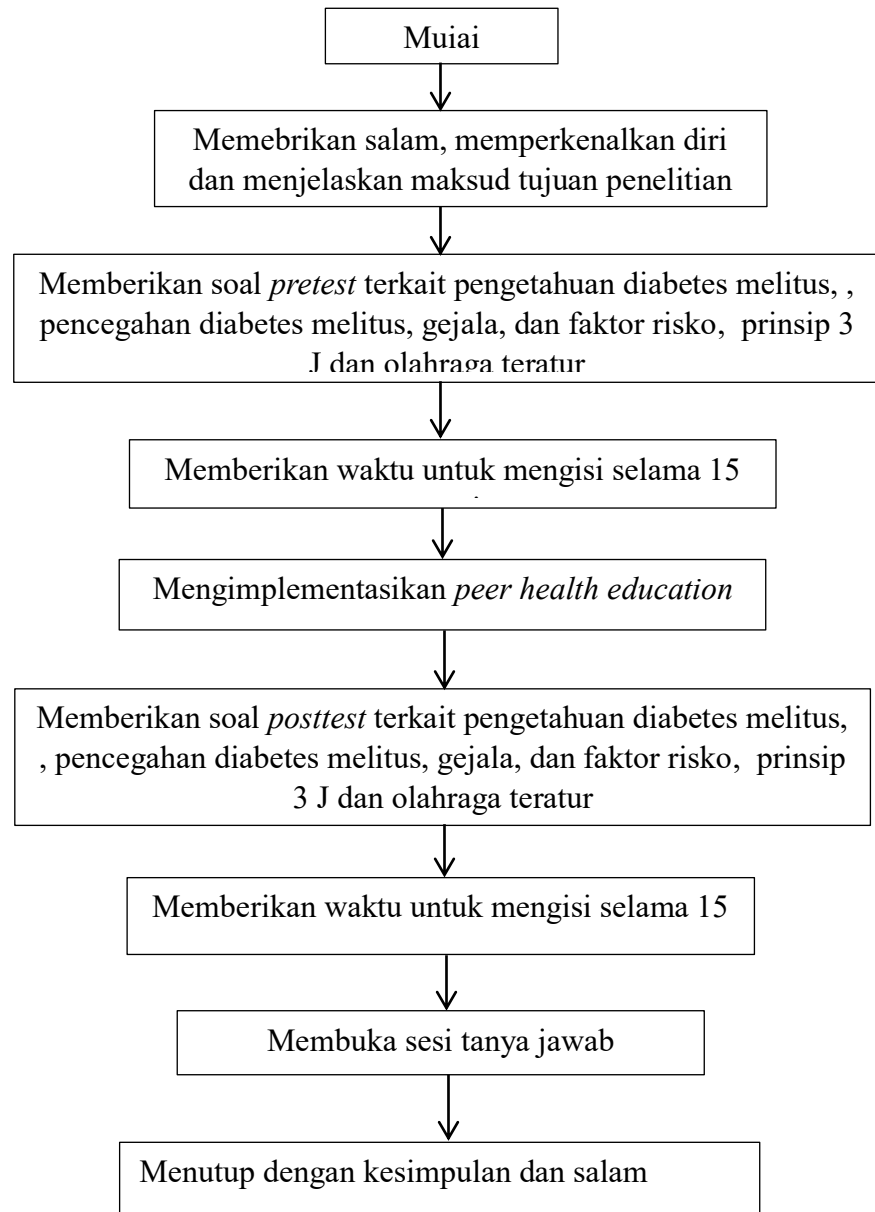 Muiai
Memebrikan salam, memperkenalkan diri
dan menjelaskan maksud tujuan penelitian
Memberikan soal pretest terkait pengetahuan diabetes melitus, ,
pencegahan diabetes melitus, gejala, dan faktor risko, prinsip 3
J dan olahraga teratur
Memberikan waktu untuk mengisi selama 15
Mengimplementasikan peer health education
Memberikan soal posttest terkait pengetahuan diabetes melitus,
, pencegahan diabetes melitus, gejala, dan faktor risko, prinsip
3 J dan olahraga teratur
Memberikan waktu untuk mengisi selama 15
Membuka sesi tanya jawab
Menutup dengan kesimpulan dan salam